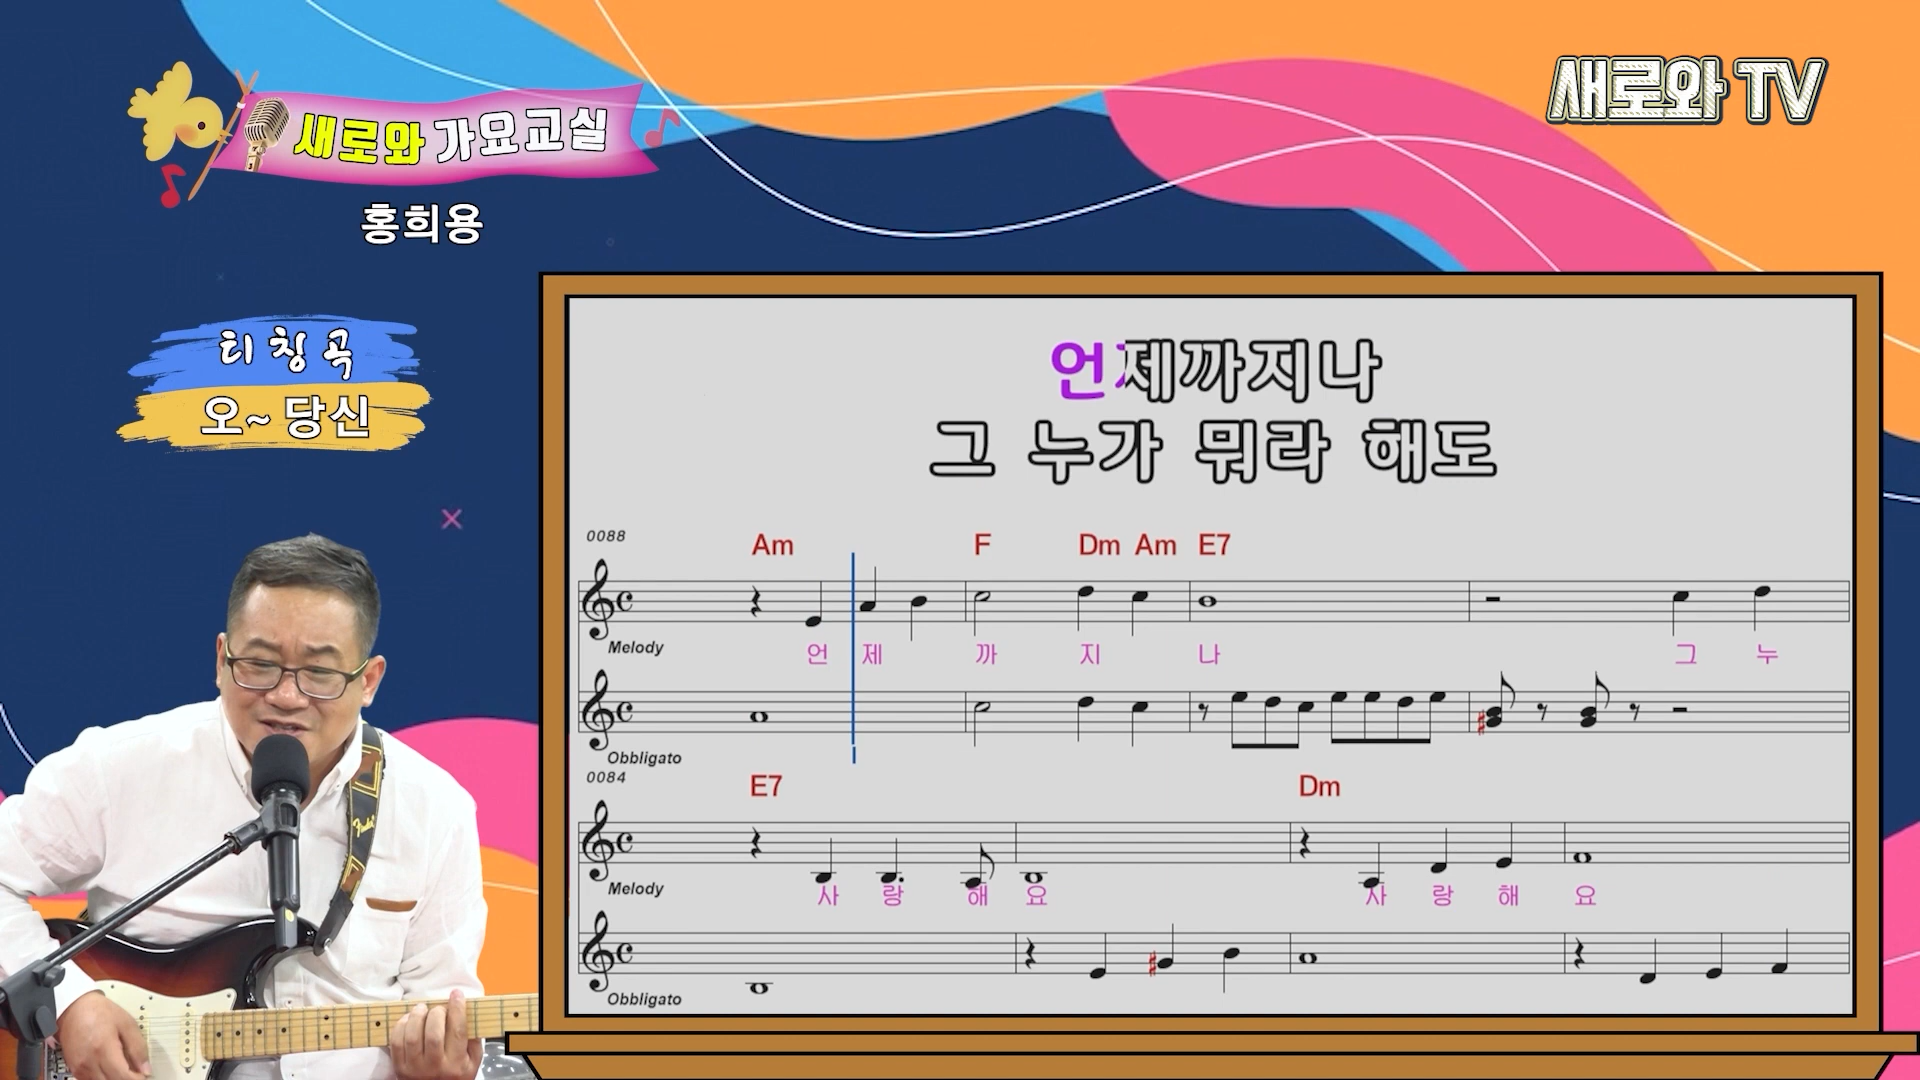 새로와 TV
새로와 가요교실
홍희용
티칭곡
오~ 당신
언제까지나
그 누가 뭐라 해도
0088
Am F Dm Am E7
Melody
언 제 까 지 나 그 누
Obbligato
0084
E7 Dm
Melody
사 랑 해 요 사 랑 해 요
Obbligato
Fender